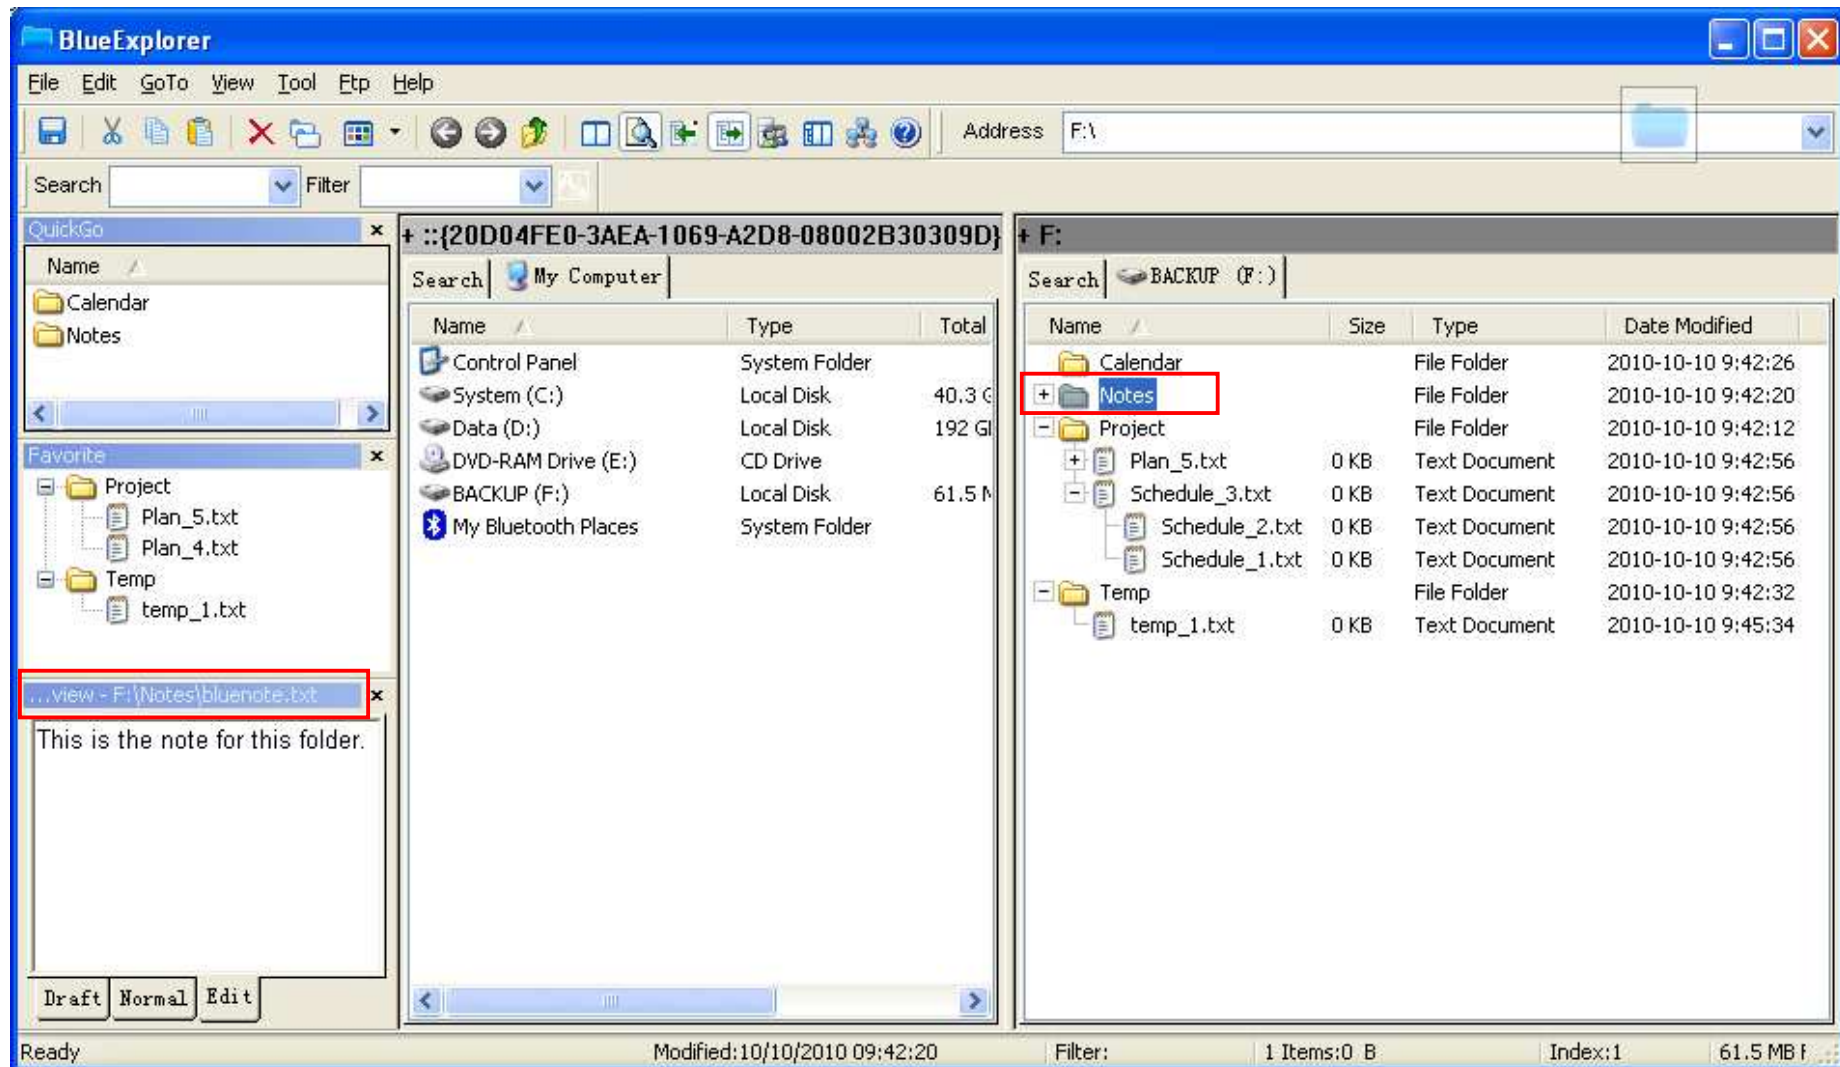 BlueExplorer
File Edit GoTo View Tool Ftp Help
Address F:\
Search Filter
QuickGo
Name
Calendar
Notes
Favorite
Project
Plan_5.txt
Plan_4.txt
Temp
temp_1.txt
...view - F:\Notes\bluenote.txt
This is the note for this folder.
Draft Normal Edit
+ ::{20D04FE0-3AEA-1069-A2D8-08002B30309D}
Search My Computer
Name Type Total
Control Panel System Folder
System (C:) Local Disk 40.3 G
Data (D:) Local Disk 192 G
DVD-RAM Drive (E:) CD Drive
BACKUP (F:) Local Disk 61.5
My Bluetooth Places System Folder
+ F:
Search BACKUP (F:)
Name Size Type Date Modified
Calendar File Folder 2010-10-10 9:42:26
Notes File Folder 2010-10-10 9:42:20
Project File Folder 2010-10-10 9:42:12
Plan_5.txt 0 KB Text Document 2010-10-10 9:42:56
Schedule_3.txt 0 KB Text Document 2010-10-10 9:42:56
Schedule_2.txt 0 KB Text Document 2010-10-10 9:42:56
Schedule_1.txt 0 KB Text Document 2010-10-10 9:42:56
Temp File Folder 2010-10-10 9:42:32
temp_1.txt 0 KB Text Document 2010-10-10 9:45:34
Ready Modified:10/10/2010 09:42:20 Filter: 1 Items:0 B Index:1 61.5 MB